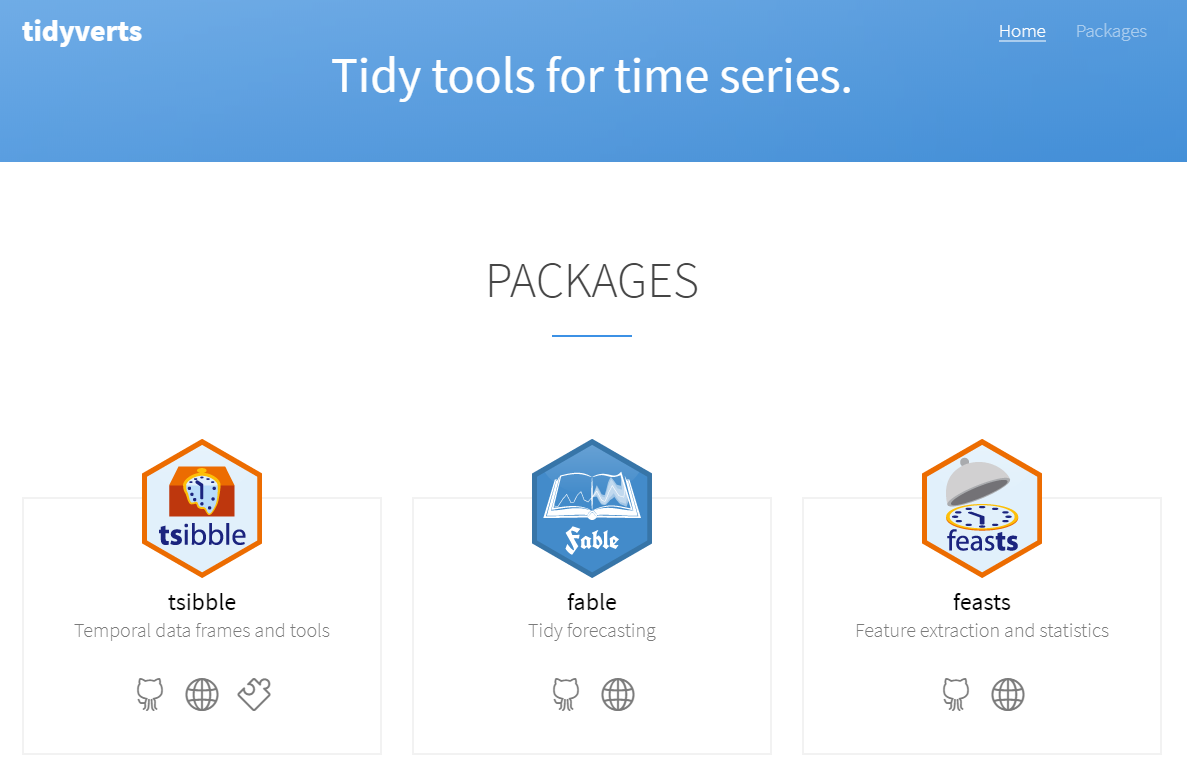 tidyverts
Home
Packages
Tidy tools for time series.
PACKAGES
tsibble
Fable
feasts
tsibble
fable
feasts
Temporal data frames and tools
Tidy forecasting
Feature extraction and statistics